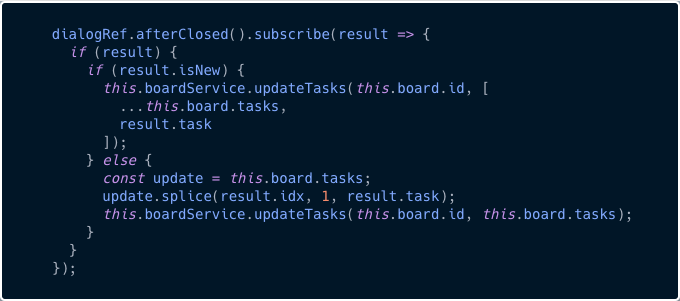 dialogRef.afterClosed().subscribe(result => {
  if (result) {
    if (result.isNew) {
      this.boardService.updateTasks(this.board.id, [
        ...this.board.tasks,
        result.task
      ]);
    } else {
      const update = this.board.tasks;
      update.splice(result.idx, 1, result.task);
      this.boardService.updateTasks(this.board.id, this.board.tasks);
    }
  }
});